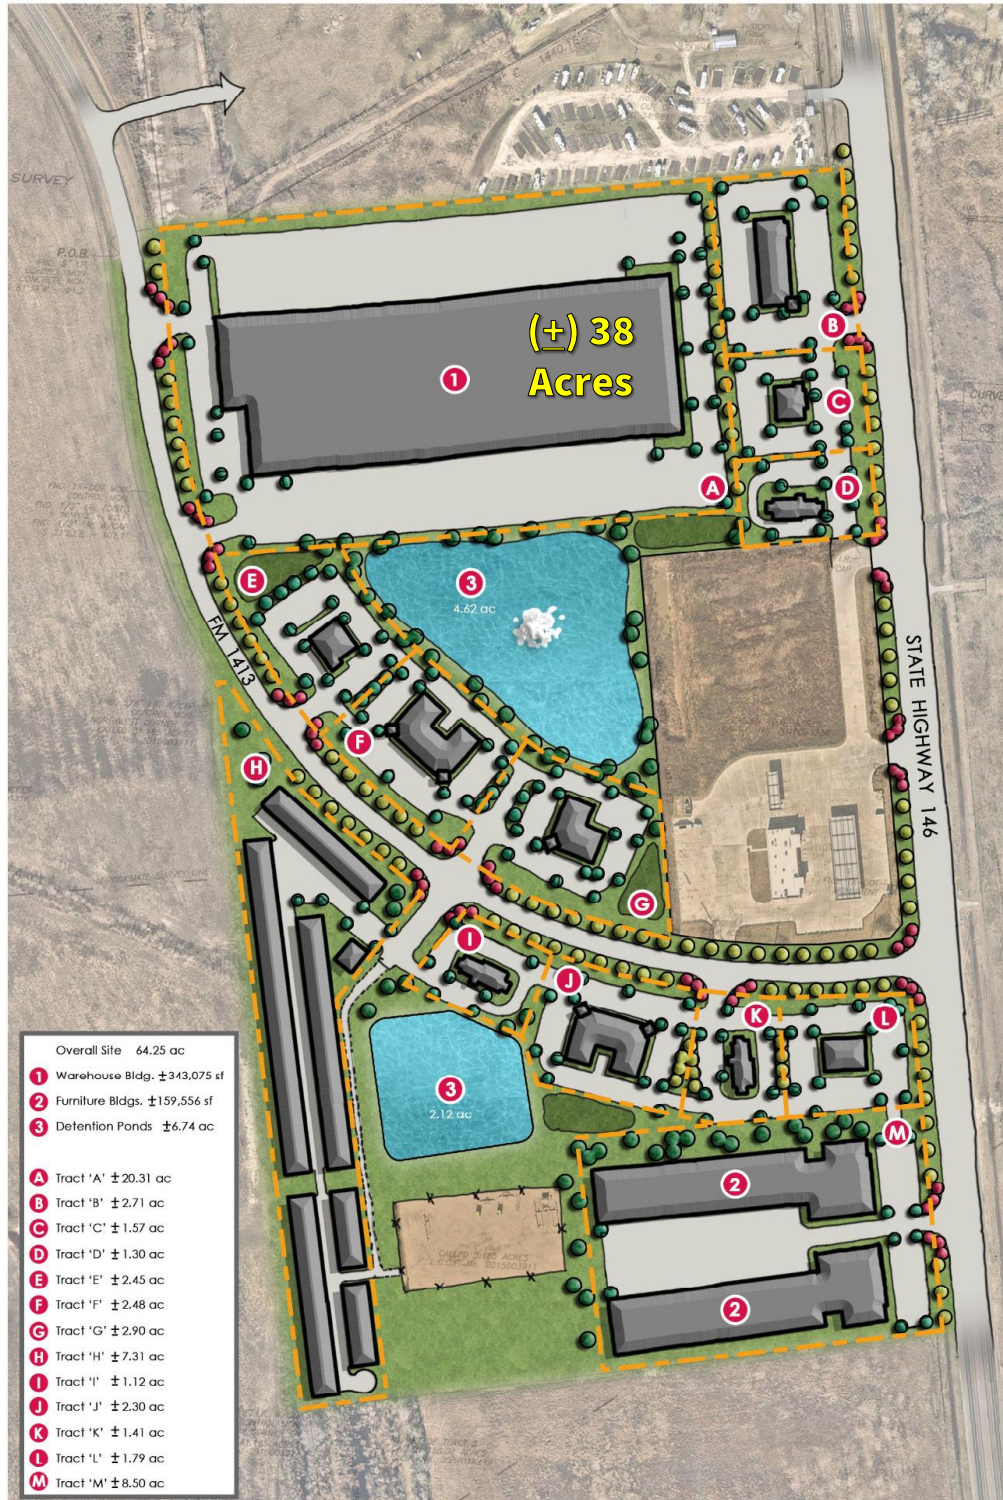 SURVEY
P.O.B.
(±) 38
Acres
1
B
C
A
D
3
4.62 ac
E
FM 1413
STATE HIGHWAY 146
F
H
G
I
J
K
L
3
2.12 ac
M
2
CALLED 5.165 ACRES
2
Overall Site 64.25 ac
1 Warehouse Bldg. ±343,075 sf
2 Furniture Bldgs. ±159,556 sf
3 Detention Ponds ±6.74 ac
A Tract 'A' ±20.31 ac
B Tract 'B' ±2.71 ac
C Tract 'C' ±1.57 ac
D Tract 'D' ±1.30 ac
E Tract 'E' ±2.45 ac
F Tract 'F' ±2.48 ac
G Tract 'G' ±2.90 ac
H Tract 'H' ±7.31 ac
I Tract 'I' ±1.12 ac
J Tract 'J' ±2.30 ac
K Tract 'K' ±1.41 ac
L Tract 'L' ±1.79 ac
M Tract 'M' ±8.50 ac